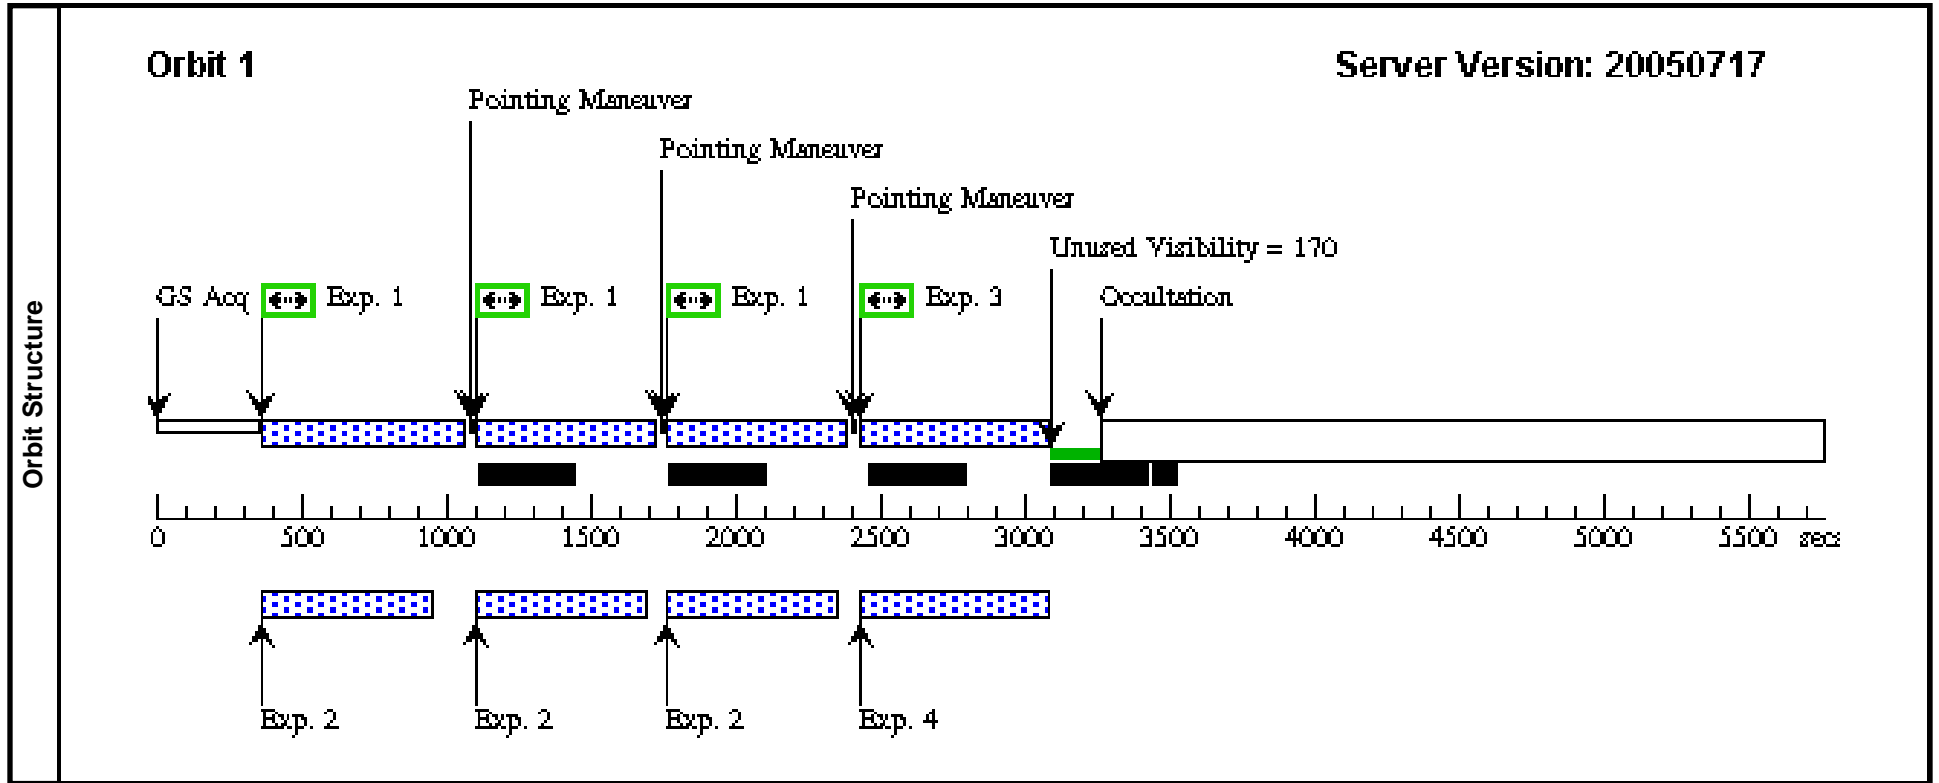 Orbit Structure
Orbit 1
Server Version: 20050717
Pointing Maneuver
Pointing Maneuver
Pointing Maneuver
Unused Visibility = 170
GS Acq
Exp. 1
Exp. 1
Exp. 1
Exp. 3
Occultation
0 500 1000 1500 2000 2500 3000 3500 4000 4500 5000 5500 secs
Exp. 2
Exp. 2
Exp. 2
Exp. 4